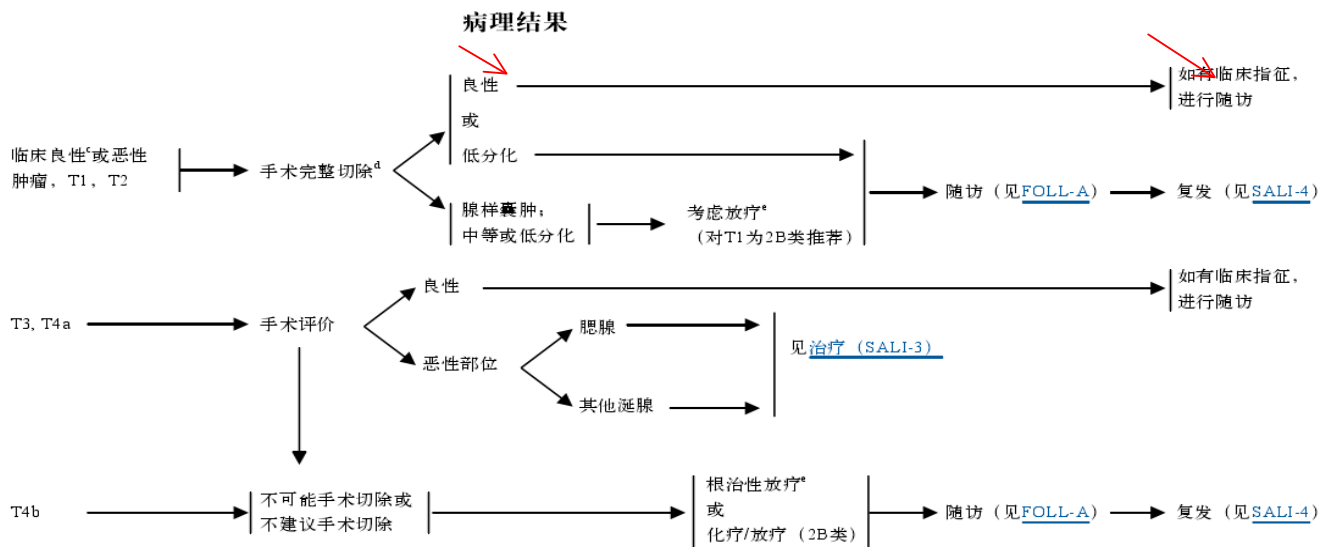 病理结果
良性
或
低分化
如有临床指征，
进行随访
临床良性c或恶性
肿瘤，T1，T2
手术完整切除d
腺样囊肿；
中等或低分化
考虑放疗e
（对T1为2B类推荐）
随访（见FOLL-A）
复发（见SALI-4）
T3, T4a
手术评价
良性
如有临床指征，
进行随访
恶性部位
腮腺
其他涎腺
见治疗（SALI-3）
T4b
不可能手术切除或
不建议手术切除
根治性放疗e
或
化疗/放疗（2B类）
随访（见FOLL-A）
复发（见SALI-4）